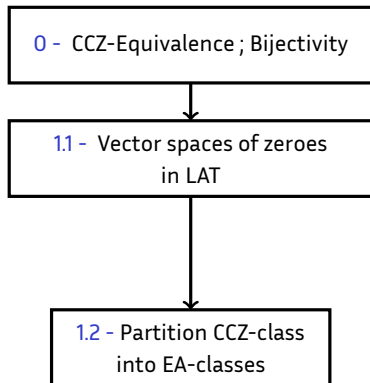 0 - CCZ-Equivalence ; Bijectivity
1.1 - Vector spaces of zeroes
in LAT
1.2 - Partition CCZ-class
into EA-classes